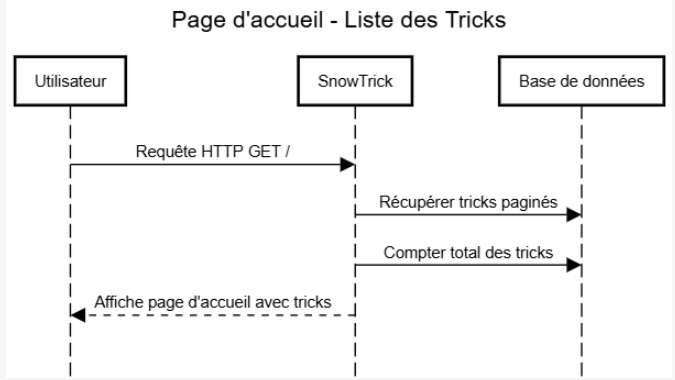 Page d'accueil - Liste des Tricks
Utilisateur
SnowTrick
Base de données
Requête HTTP GET /
Récupérer tricks paginés
Compter total des tricks
Affiche page d'accueil avec tricks